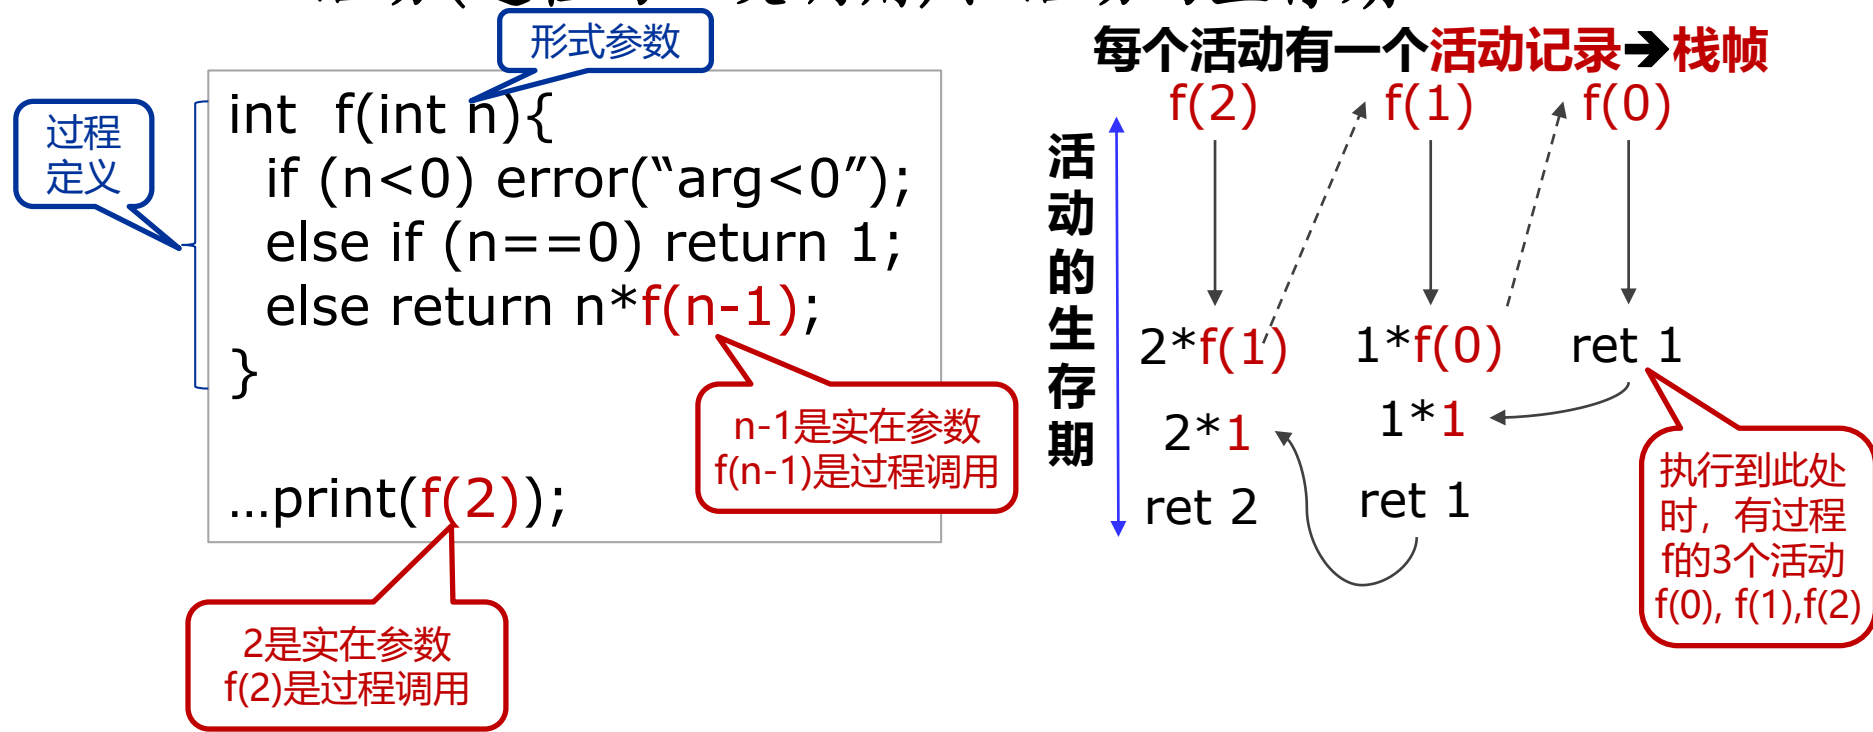 形式参数
过程
定义
int f(int n){
if (n<0) error(“arg<0”);
else if (n==0) return 1;
else return n*f(n-1);
}
…print(f(2));
n-1是实在参数
f(n-1)是过程调用
2是实在参数
f(2)是过程调用
每个活动有一个活动记录➔栈帧
活动的生存期
f(2) f(1) f(0)
2*f(1) 1*f(0) ret 1
2*1 1*1
ret 2 ret 1
执行到此处
时，有过程
f的3个活动
f(0), f(1),f(2)